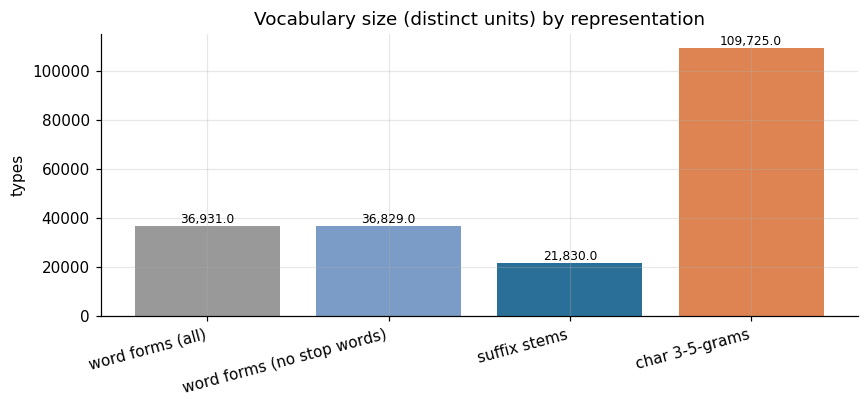 Vocabulary size (distinct units) by representation
types
100000
80000
60000
40000
20000
0
36,931.0
36,829.0
21,830.0
109,725.0
word forms (all)
word forms (no stop words)
suffix stems
char 3-5-grams